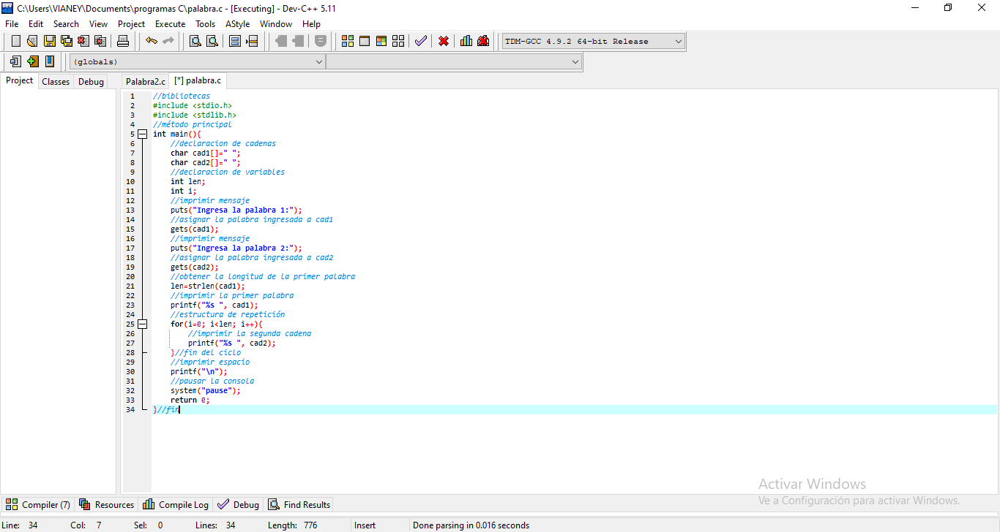 C:\Users\VIANEY\Documents\programas C\palabra.c - [Executing] - Dev-C++ 5.11
File Edit Search View Project Execute Tools AStyle Window Help
TDM-GCC 4.9.2 64-bit Release
(globals)
Project Classes Debug Palabra2.c [*] palabra.c
1 //bibliotecas
2 #include <stdio.h>
3 #include <stdlib.h>
4 //método principal
5 int main(){
6 //declaracion de cadenas
7 char cad1[]=" ";
8 char cad2[]=" ";
9 //declaracion de variables
10 int len;
11 int i;
12 //imprimir mensaje
13 puts("Ingresa la palabra 1:");
14 //asignar la palabra ingresada a cad1
15 gets(cad1);
16 //imprimir mensaje
17 puts("Ingresa la palabra 2:");
18 //asignar la palabra ingresada a cad2
19 gets(cad2);
20 //obtener la longitud de la primer palabra
21 len=strlen(cad1);
22 //imprimir la primer palabra
23 printf("%s ", cad1);
24 //estructura de repetición
25 for(i=0; i<len; i++){
26 //imprimir la segunda cadena
27 printf("%s ", cad2);
28 }//fin del ciclo
29 //imprimir espacio
30 printf("\n");
31 //pausar la consola
32 system("pause");
33 return 0;
34 }//fin
Activar Windows
Ve a Configuración para activar Windows.
Compiler (7) Resources Compile Log Debug Find Results
Line: 34 Col: 7 Sel: 0 Lines: 34 Length: 776 Insert Done parsing in 0.016 seconds